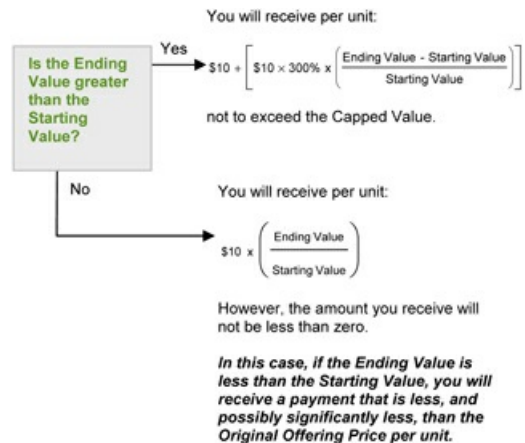 You will receive per unit:
Is the Ending
Value greater
than the
Starting
Value?
Yes
$10 + [ $10 × 300% x ( Ending Value - Starting Value
Starting Value ) ]
not to exceed the Capped Value.
No
You will receive per unit:
$10 x ( Ending Value
Starting Value )
However, the amount you receive will
not be less than zero.
In this case, if the Ending Value is
less than the Starting Value, you will
receive a payment that is less, and
possibly significantly less, than the
Original Offering Price per unit.